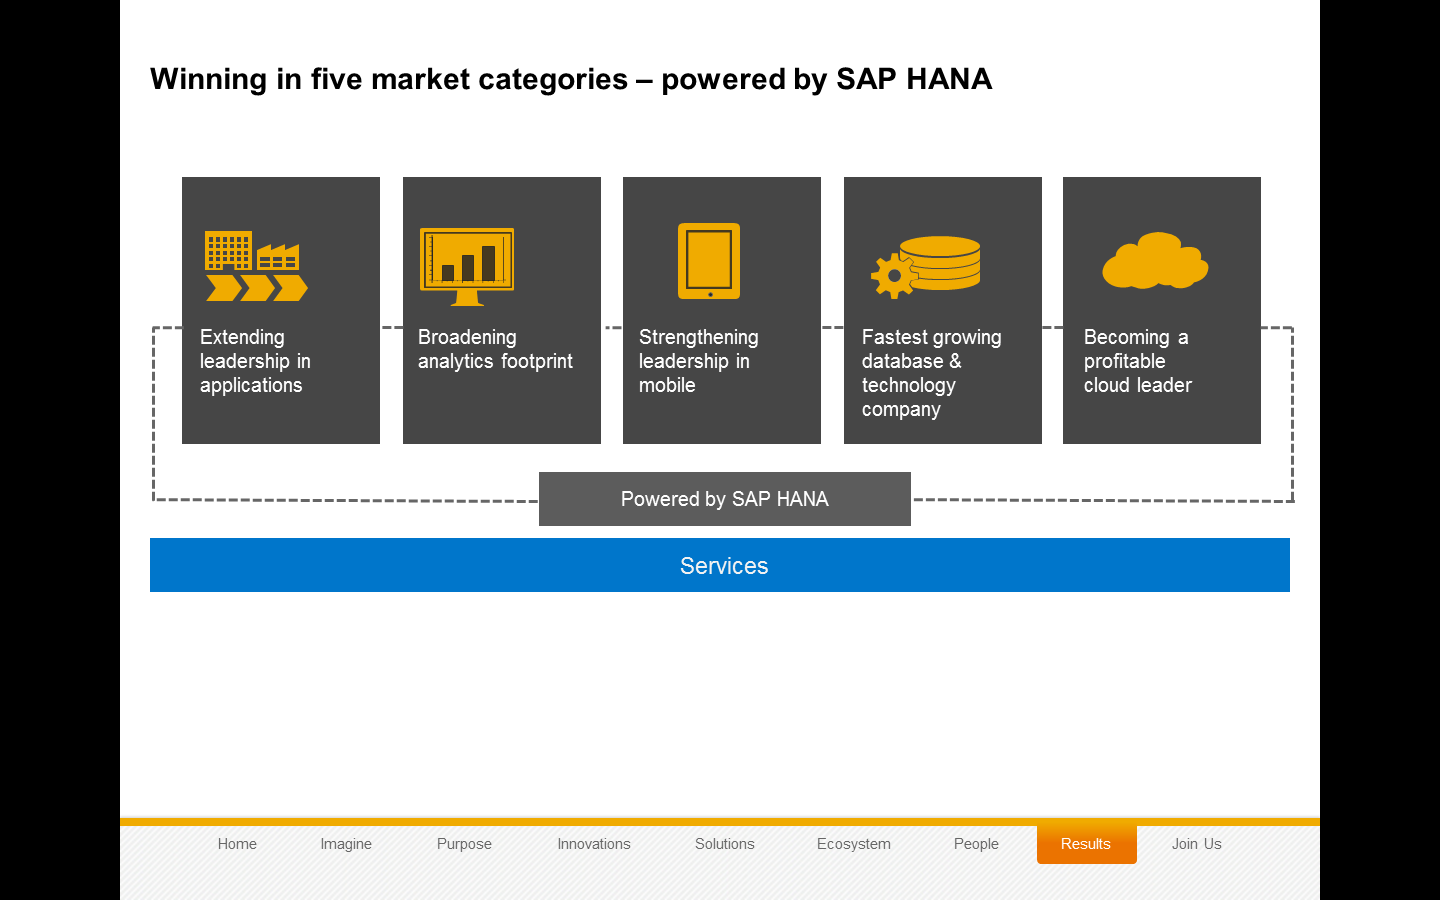 Winning in five market categories – powered by SAP HANA
Extending
leadership in
applications
Broadening
analytics footprint
Strengthening
leadership in
mobile
Fastest growing
database &
technology
company
Becoming a
profitable
cloud leader
Powered by SAP HANA
Services
Home
Imagine
Purpose
Innovations
Solutions
Ecosystem
People
Results
Join Us